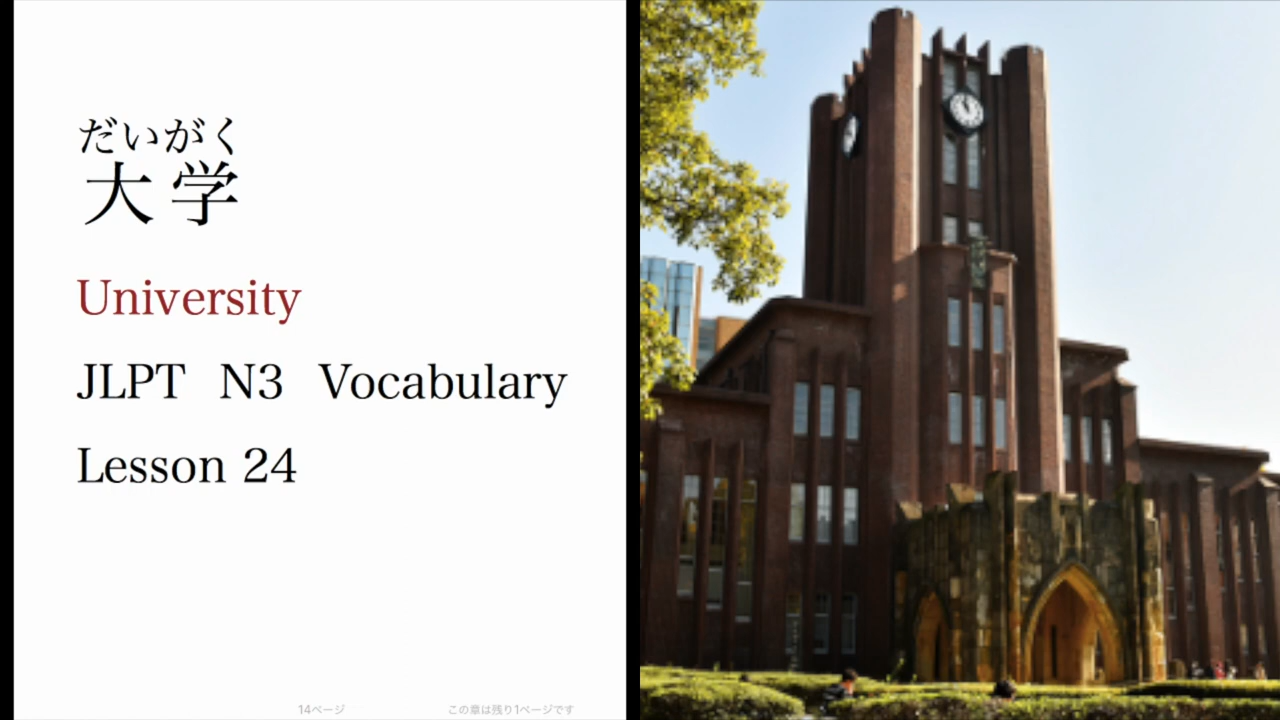 だいがく
大学
University
JLPT N3 Vocabulary
Lesson 24
14ページ
この章は残り1ページです